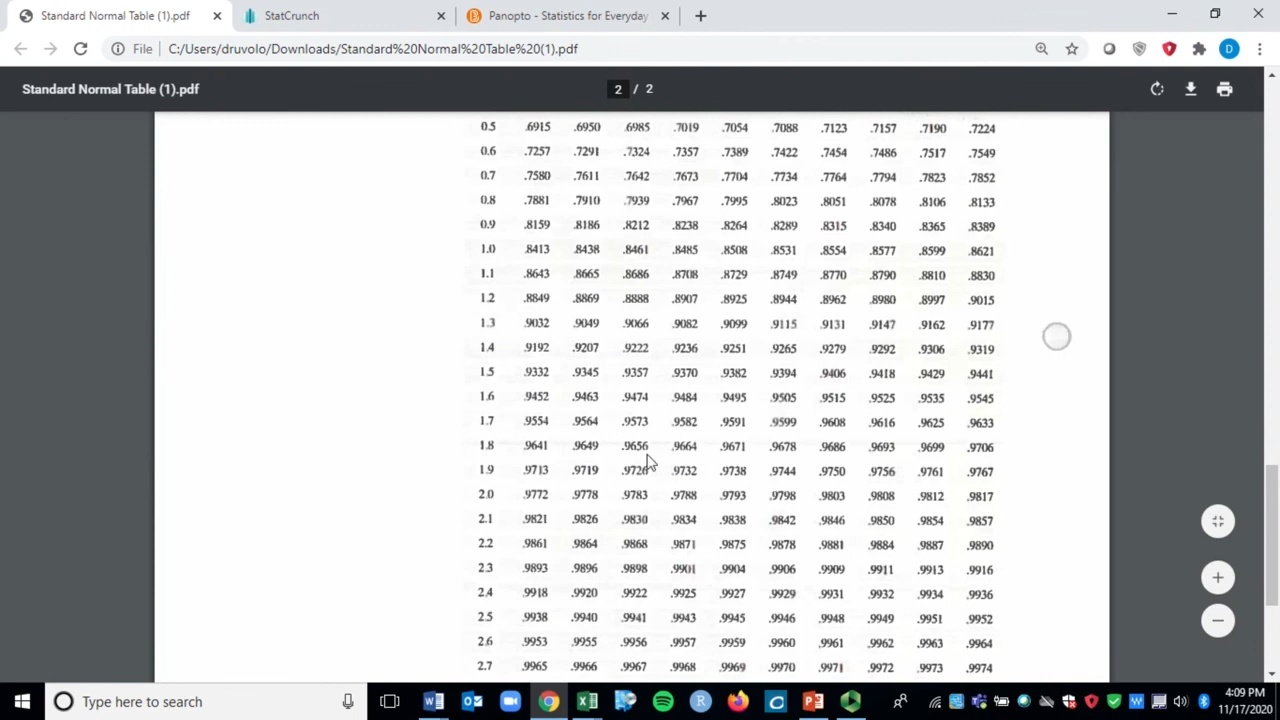 Standard Normal Table (1).pdf
StatCrunch
Panopto - Statistics for Everyday
File C:/Users/druvolo/Downloads/Standard%20Normal%20Table%20(1).pdf
D
Standard Normal Table (1).pdf 2 / 2
0.5 .6915 .6950 .6985 .7019 .7054 .7088 .7123 .7157 .7190 .7224
0.6 .7257 .7291 .7324 .7357 .7389 .7422 .7454 .7486 .7517 .7549
0.7 .7580 .7611 .7642 .7673 .7704 .7734 .7764 .7794 .7823 .7852
0.8 .7881 .7910 .7939 .7967 .7995 .8023 .8051 .8078 .8106 .8133
0.9 .8159 .8186 .8212 .8238 .8264 .8289 .8315 .8340 .8365 .8389
1.0 .8413 .8438 .8461 .8485 .8508 .8531 .8554 .8577 .8599 .8621
1.1 .8643 .8665 .8686 .8708 .8729 .8749 .8770 .8790 .8810 .8830
1.2 .8849 .8869 .8888 .8907 .8925 .8944 .8962 .8980 .8997 .9015
1.3 .9032 .9049 .9066 .9082 .9099 .9115 .9131 .9147 .9162 .9177
1.4 .9192 .9207 .9222 .9236 .9251 .9265 .9279 .9292 .9306 .9319
1.5 .9332 .9345 .9357 .9370 .9382 .9394 .9406 .9418 .9429 .9441
1.6 .9452 .9463 .9474 .9484 .9495 .9505 .9515 .9525 .9535 .9545
1.7 .9554 .9564 .9573 .9582 .9591 .9599 .9608 .9616 .9625 .9633
1.8 .9641 .9649 .9656 .9664 .9671 .9678 .9686 .9693 .9699 .9706
1.9 .9713 .9719 .9726 .9732 .9738 .9744 .9750 .9756 .9761 .9767
2.0 .9772 .9778 .9783 .9788 .9793 .9798 .9803 .9808 .9812 .9817
2.1 .9821 .9826 .9830 .9834 .9838 .9842 .9846 .9850 .9854 .9857
2.2 .9861 .9864 .9868 .9871 .9875 .9878 .9881 .9884 .9887 .9890
2.3 .9893 .9896 .9898 .9901 .9904 .9906 .9909 .9911 .9913 .9916
2.4 .9918 .9920 .9922 .9925 .9927 .9929 .9931 .9932 .9934 .9936
2.5 .9938 .9940 .9941 .9943 .9945 .9946 .9948 .9949 .9951 .9952
2.6 .9953 .9955 .9956 .9957 .9959 .9960 .9961 .9962 .9963 .9964
2.7 .9965 .9966 .9967 .9968 .9969 .9970 .9971 .9972 .9973 .9974
Type here to search
4:09 PM
11/17/2020